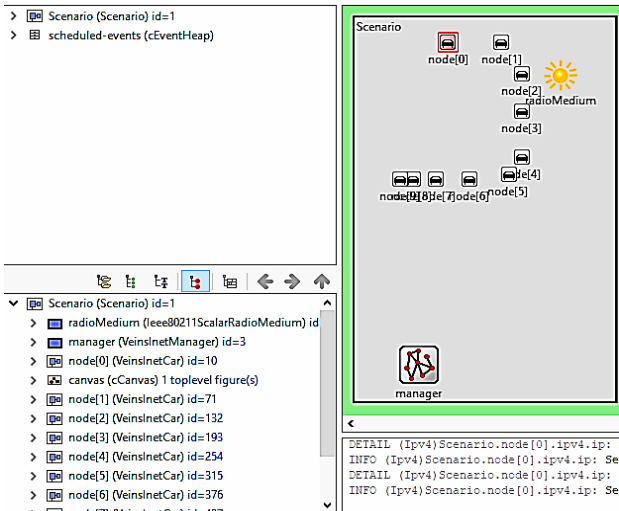 Scenario (Scenario) id=1
scheduled-events (cEventHeap)
Scenario (Scenario) id=1
radioMedium (Ieee80211ScalarRadioMedium) id
manager (VeinsInetManager) id=3
node[0] (VeinsInetCar) id=10
canvas (cCanvas) 1 toplevel figure(s)
node[1] (VeinsInetCar) id=71
node[2] (VeinsInetCar) id=132
node[3] (VeinsInetCar) id=193
node[4] (VeinsInetCar) id=254
node[5] (VeinsInetCar) id=315
node[6] (VeinsInetCar) id=376
Scenario
node[0] node[1]
node[2]
radioMedium
node[3]
de[4]
node[6] node[5]
manager
DETAIL (Ipv4)Scenario.node[0].ipv4.ip:
INFO (Ipv4)Scenario.node[0].ipv4.ip: Se
DETAIL (Ipv4)Scenario.node[0].ipv4.ip:
INFO (Ipv4)Scenario.node[0].ipv4.ip: Se